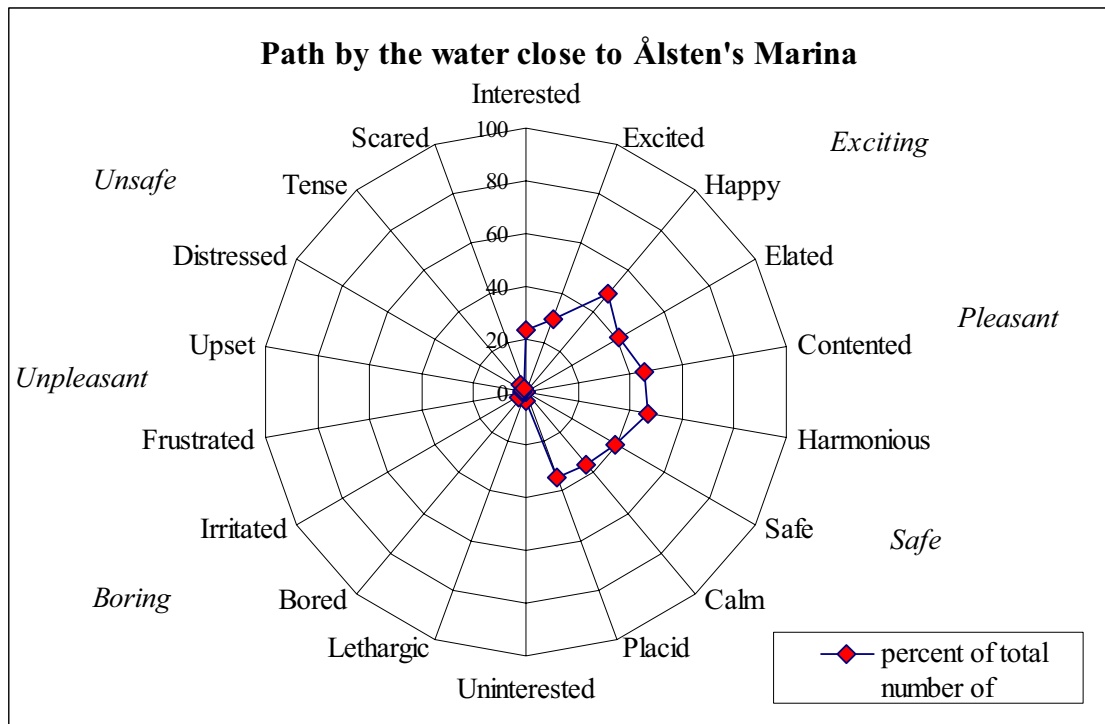 Path by the water close to Ålsten's Marina
Interested
Excited
Happy
Elated
Contented
Harmonious
Safe
Calm
Placid
Uninterested
Lethargic
Bored
Irritated
Frustrated
Upset
Distressed
Tense
Scared
100
80
60
40
20
0
Exciting
Pleasant
Safe
Boring
Unpleasant
Unsafe
percent of total
number of